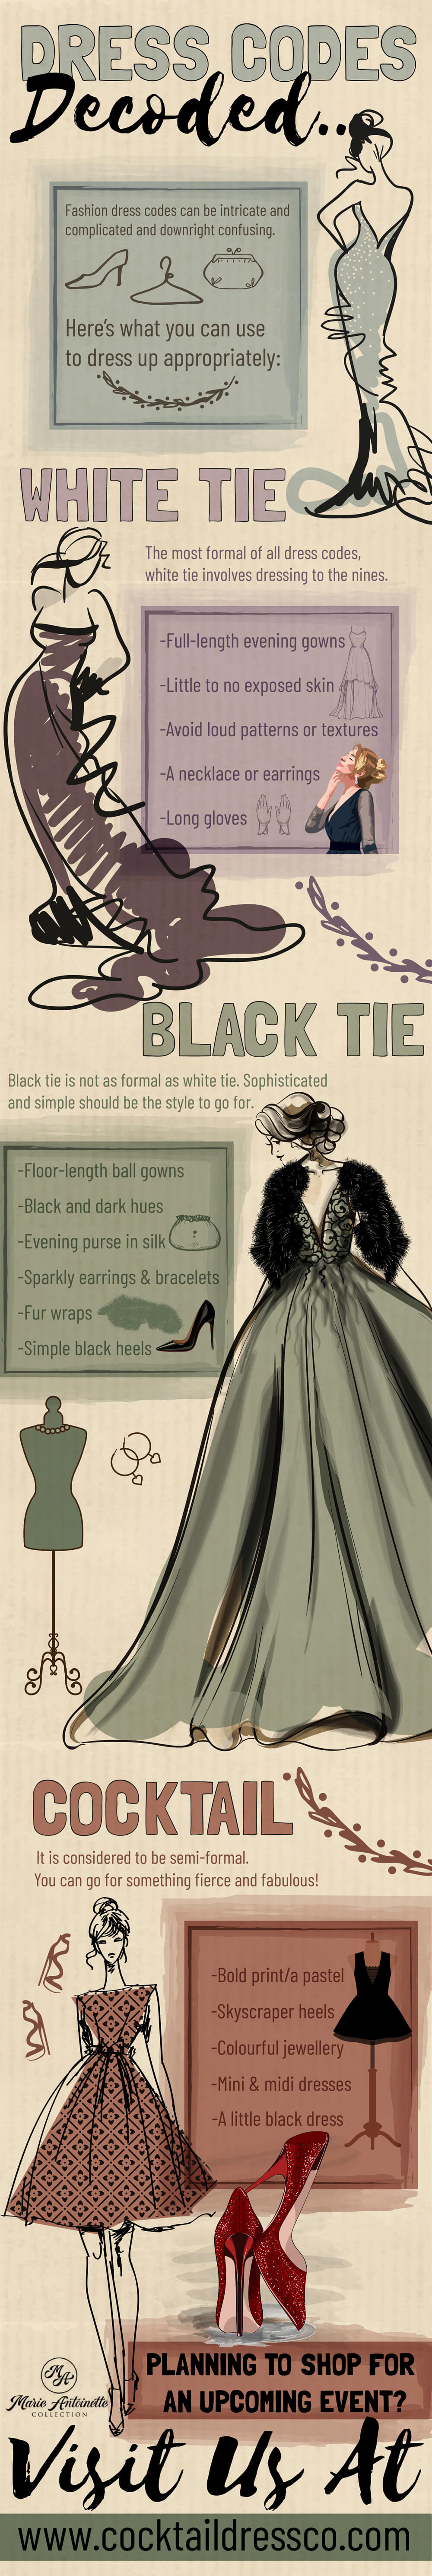 DRESS CODES
Decoded...
Fashion dress codes can be intricate and
complicated and downright confusing.
Here's what you can use
to dress up appropriately:
WHITE TIE
The most formal of all dress codes,
white tie involves dressing to the nines.
-Full-length evening gowns
-Little to no exposed skin
-Avoid loud patterns or textures
-A necklace or earrings
-Long gloves
BLACK TIE
Black tie is not as formal as white tie. Sophisticated
and simple should be the style to go for.
-Floor-length ball gowns
-Black and dark hues
-Evening purse in silk
-Sparkly earrings & bracelets
-Fur wraps
-Simple black heels
COCKTAIL
It is considered to be semi-formal.
You can go for something fierce and fabulous!
-Bold print/a pastel
-Skyscraper heels
-Colourful jewellery
-Mini & midi dresses
-A little black dress
PLANNING TO SHOP FOR
AN UPCOMING EVENT?
MA
Marie Antoinette
COLLECTION
Visit Us At
www.cocktaildressco.com